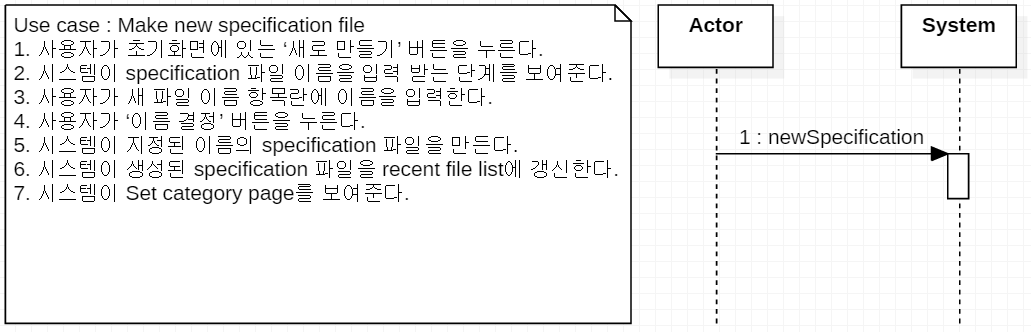 Use case : Make new specification file
1. 사용자가 초기화면에 있는 ‘새로 만들기’ 버튼을 누른다.
2. 시스템이 specification 파일 이름을 입력 받는 단계를 보여준다.
3. 사용자가 새 파일 이름 항목란에 이름을 입력한다.
4. 사용자가 ‘이름 결정’ 버튼을 누른다.
5. 시스템이 지정된 이름의 specification 파일을 만든다.
6. 시스템이 생성된 specification 파일을 recent file list에 갱신한다.
7. 시스템이 Set category page를 보여준다.
Actor
System
1 : newSpecification